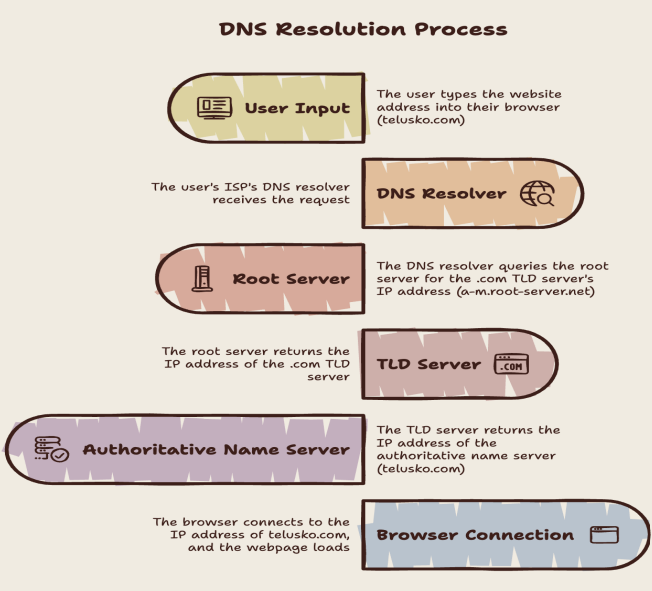 DNS Resolution Process
User Input
The user types the website
address into their browser
(telusko.com)
The user's ISP's DNS resolver
receives the request
DNS Resolver
Root Server
The DNS resolver queries the root
server for the .com TLD server's
IP address (a-m.root-server.net)
The root server returns the
IP address of the .com TLD
server
TLD Server
.COM
Authoritative Name Server
The TLD server returns the
IP address of the
authoritative name server
(telusko.com)
The browser connects to the
IP address of telusko.com,
and the webpage loads
Browser Connection